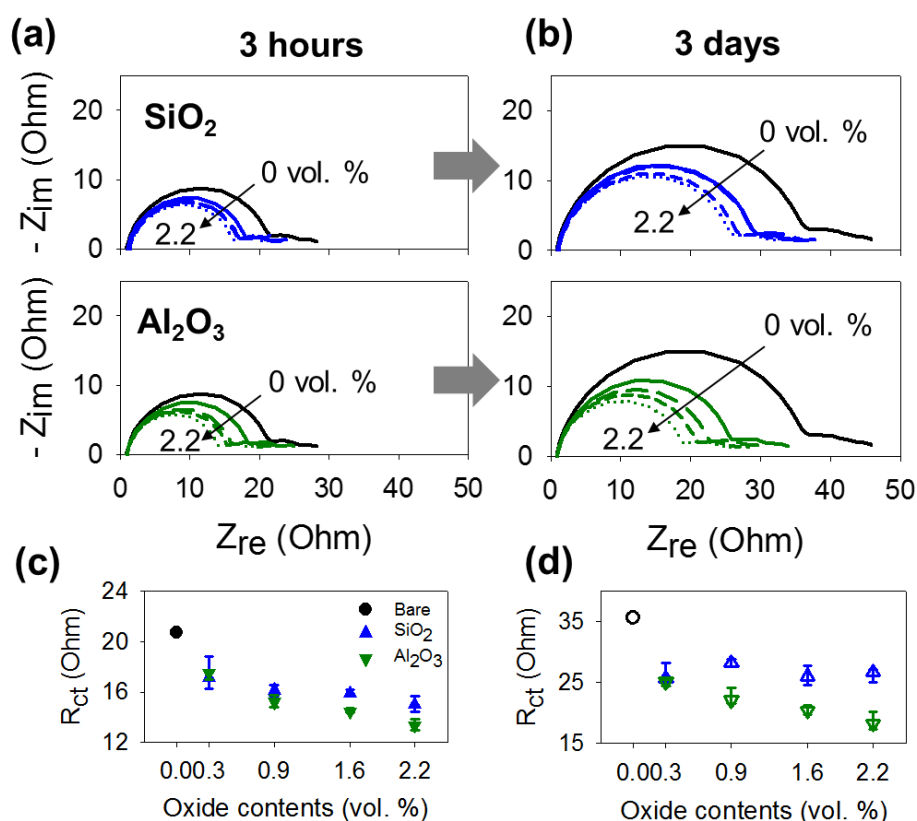 (a)
3 hours
(b)
3 days
20
10
0
- Zim (Ohm)
SiO2
0 vol. %
2.2
20
10
0
0 vol. %
2.2
20
10
0
- Zim (Ohm)
Al2O3
0 vol. %
2.2
0 10 20 30 40 50
Zre (Ohm)
20
10
0
0 vol. %
2.2
0 10 20 30 40 50
Zre (Ohm)
(c)
24
20
16
12
Rct (Ohm)
Bare
SiO2
Al2O3
0.00.3 0.9 1.6 2.2
Oxide contents (vol. %)
(d)
35
25
15
Rct (Ohm)
0.00.3 0.9 1.6 2.2
Oxide contents (vol. %)